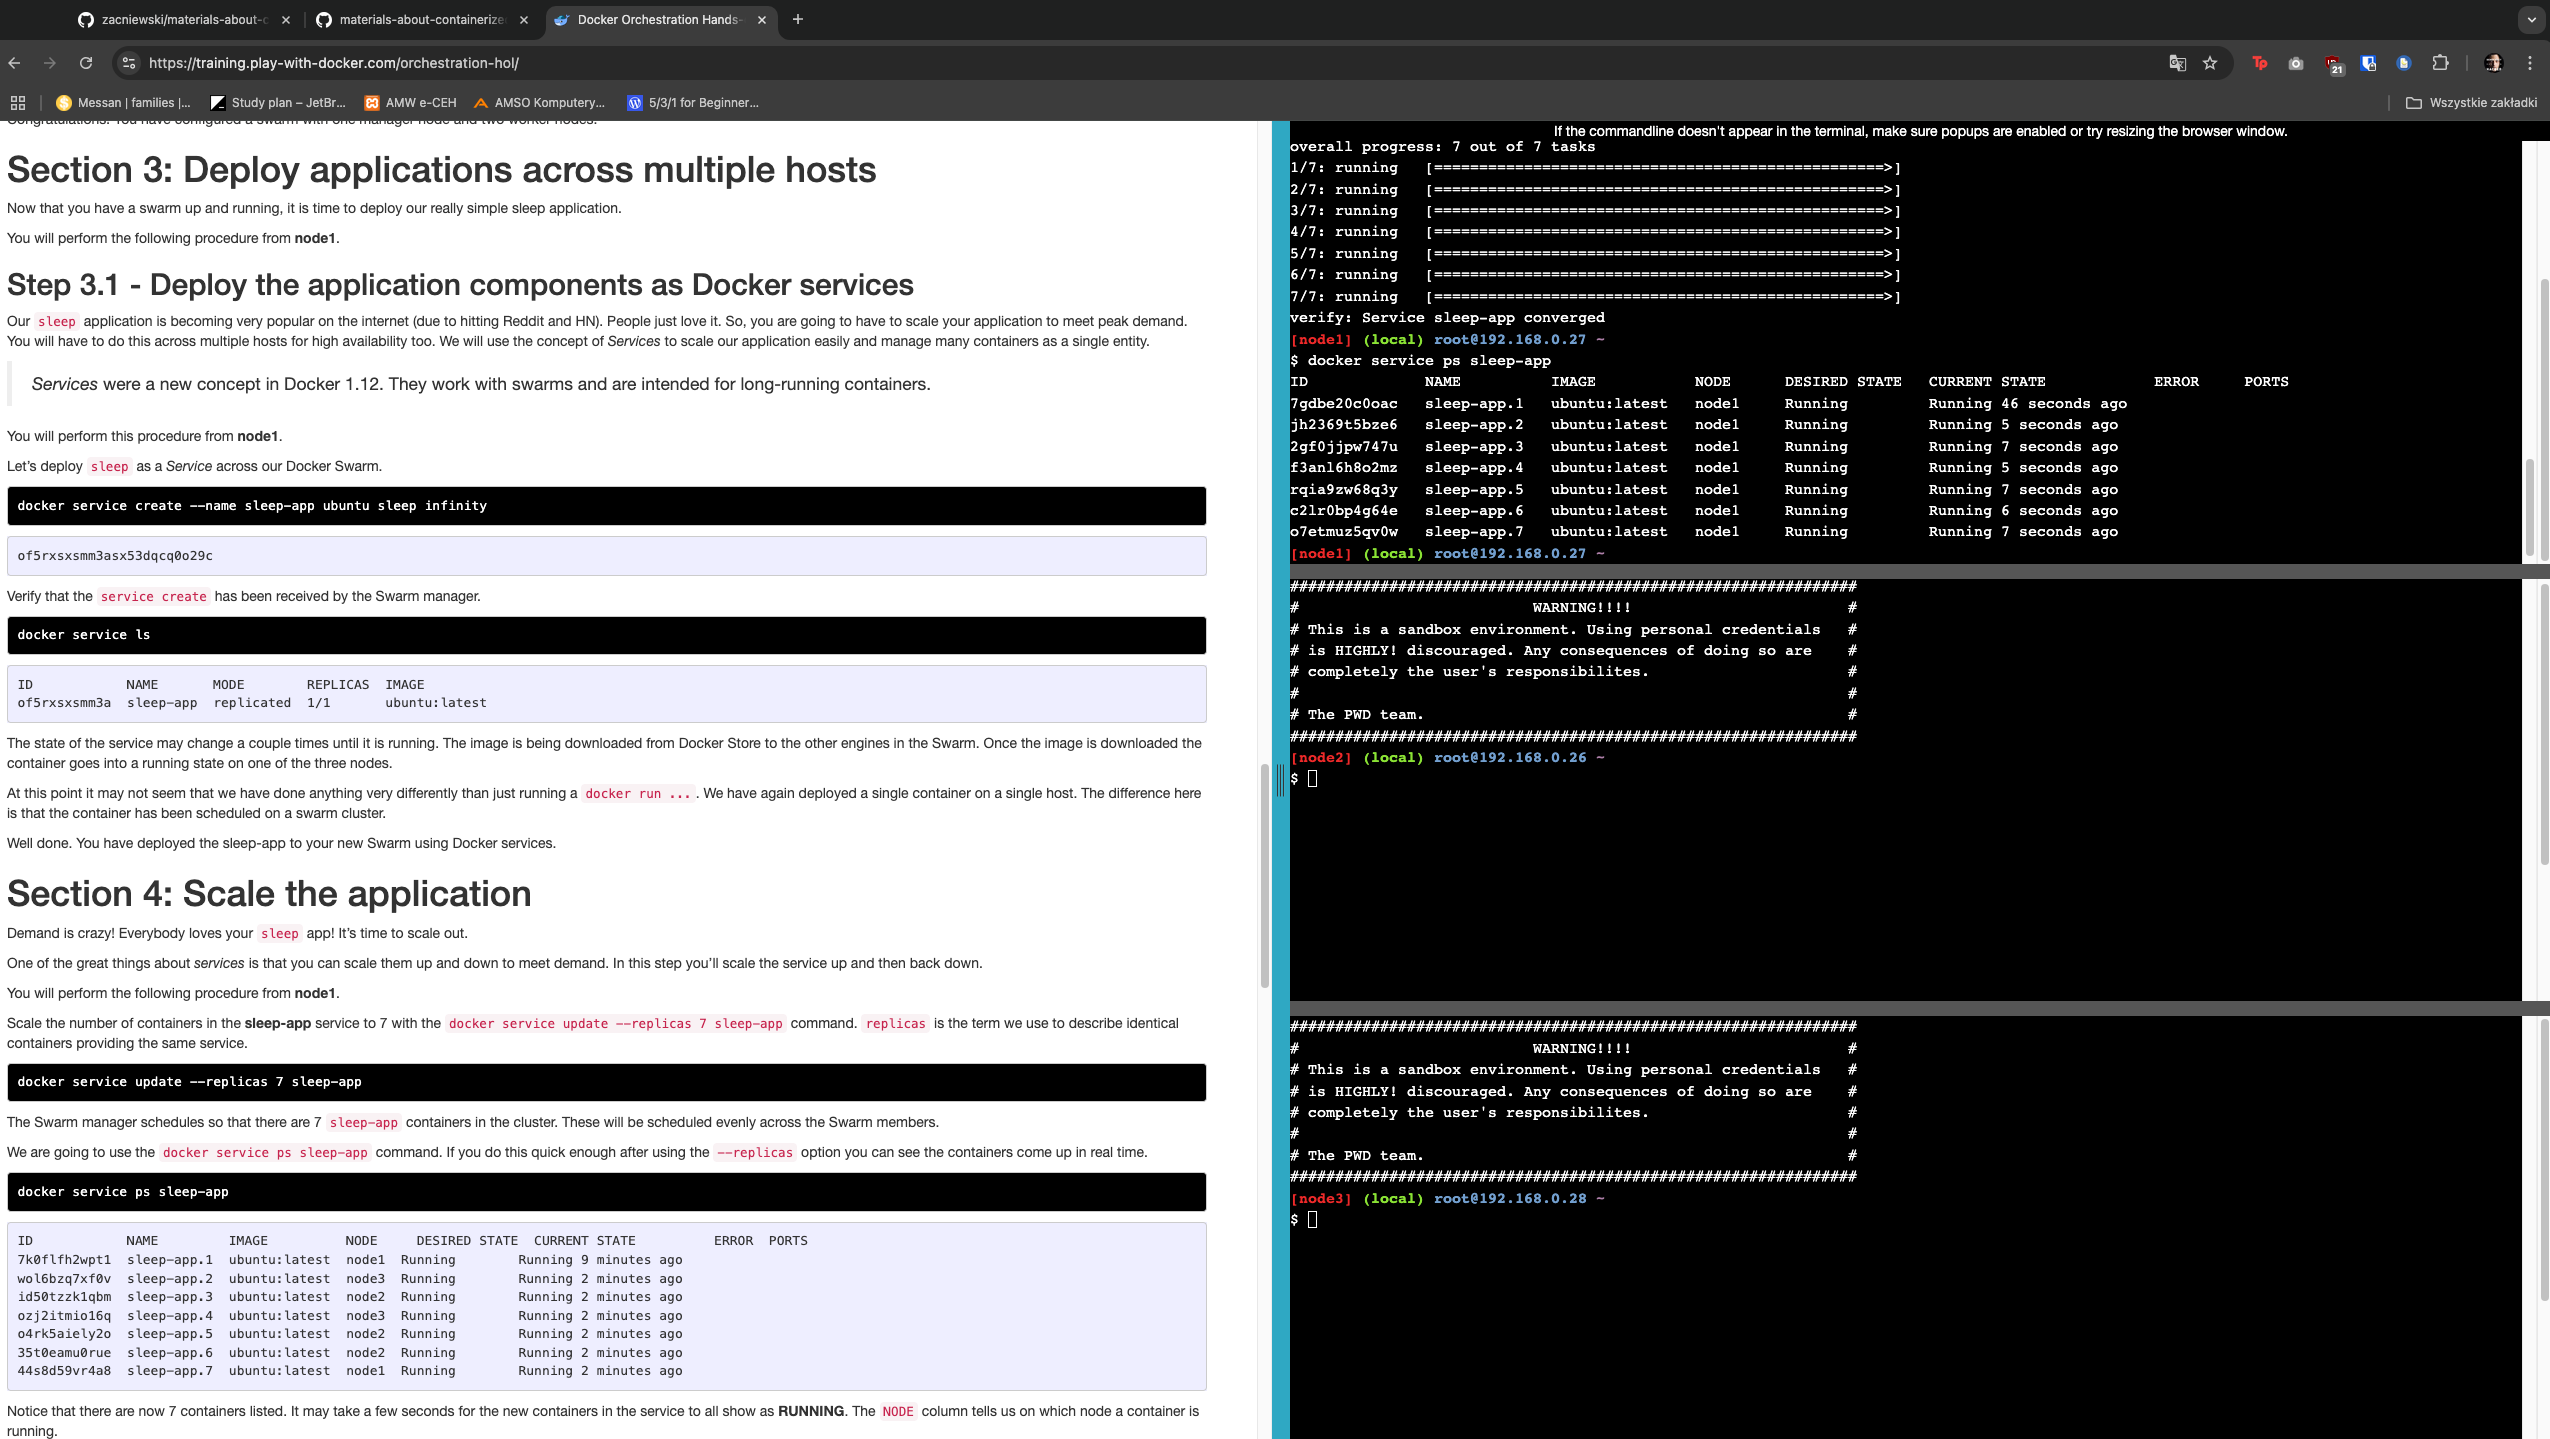 zacniewski/materials-about-c
materials-about-containerize
Docker Orchestration Hands-
https://training.play-with-docker.com/orchestration-hol/
21
Messan | families |...
Study plan – JetBr...
AMW e-CEH
AMSO Komputery...
5/3/1 for Beginner...
Wszystkie zakładki
Congratulations! You have configured a swarm with one manager node and two worker nodes.
Section 3: Deploy applications across multiple hosts
Now that you have a swarm up and running, it is time to deploy our really simple sleep application.
You will perform the following procedure from node1.
Step 3.1 - Deploy the application components as Docker services
Our sleep application is becoming very popular on the internet (due to hitting Reddit and HN). People just love it. So, you are going to have to scale your application to meet peak demand.
You will have to do this across multiple hosts for high availability too. We will use the concept of Services to scale our application easily and manage many containers as a single entity.
Services were a new concept in Docker 1.12. They work with swarms and are intended for long-running containers.
You will perform this procedure from node1.
Let's deploy sleep as a Service across our Docker Swarm.
docker service create --name sleep-app ubuntu sleep infinity
of5rxsxsmm3asx53dqcq0o29c
Verify that the service create has been received by the Swarm manager.
docker service ls
ID NAME MODE REPLICAS IMAGE
of5rxsxsmm3a sleep-app replicated 1/1 ubuntu:latest
The state of the service may change a couple times until it is running. The image is being downloaded from Docker Store to the other engines in the Swarm. Once the image is downloaded the
container goes into a running state on one of the three nodes.
At this point it may not seem that we have done anything very differently than just running a docker run ... . We have again deployed a single container on a single host. The difference here
is that the container has been scheduled on a swarm cluster.
Well done. You have deployed the sleep-app to your new Swarm using Docker services.
Section 4: Scale the application
Demand is crazy! Everybody loves your sleep app! It's time to scale out.
One of the great things about services is that you can scale them up and down to meet demand. In this step you'll scale the service up and then back down.
You will perform the following procedure from node1.
Scale the number of containers in the sleep-app service to 7 with the docker service update --replicas 7 sleep-app command. replicas is the term we use to describe identical
containers providing the same service.
docker service update --replicas 7 sleep-app
The Swarm manager schedules so that there are 7 sleep-app containers in the cluster. These will be scheduled evenly across the Swarm members.
We are going to use the docker service ps sleep-app command. If you do this quick enough after using the --replicas option you can see the containers come up in real time.
docker service ps sleep-app
ID NAME IMAGE NODE DESIRED STATE CURRENT STATE ERROR PORTS
7k0flfh2wpt1 sleep-app.1 ubuntu:latest node1 Running Running 9 minutes ago
wol6bzq7xf0v sleep-app.2 ubuntu:latest node3 Running Running 2 minutes ago
id50tzzk1qbm sleep-app.3 ubuntu:latest node2 Running Running 2 minutes ago
ozj2itmio16q sleep-app.4 ubuntu:latest node3 Running Running 2 minutes ago
o4rk5aiely2o sleep-app.5 ubuntu:latest node2 Running Running 2 minutes ago
35t0eamu0rue sleep-app.6 ubuntu:latest node2 Running Running 2 minutes ago
44s8d59vr4a8 sleep-app.7 ubuntu:latest node1 Running Running 2 minutes ago
Notice that there are now 7 containers listed. It may take a few seconds for the new containers in the service to all show as RUNNING. The NODE column tells us on which node a container is
running.
If the commandline doesn't appear in the terminal, make sure popups are enabled or try resizing the browser window.
overall progress: 7 out of 7 tasks
1/7: running [==================================================>]
2/7: running [==================================================>]
3/7: running [==================================================>]
4/7: running [==================================================>]
5/7: running [==================================================>]
6/7: running [==================================================>]
7/7: running [==================================================>]
verify: Service sleep-app converged
[node1] (local) root@192.168.0.27 ~
$ docker service ps sleep-app
ID NAME IMAGE NODE DESIRED STATE CURRENT STATE ERROR PORTS
7gdbe20c0oac sleep-app.1 ubuntu:latest node1 Running Running 46 seconds ago
jh2369t5bze6 sleep-app.2 ubuntu:latest node1 Running Running 5 seconds ago
2gf0jjpw747u sleep-app.3 ubuntu:latest node1 Running Running 7 seconds ago
f3anl6h8o2mz sleep-app.4 ubuntu:latest node1 Running Running 5 seconds ago
rqia9zw68q3y sleep-app.5 ubuntu:latest node1 Running Running 7 seconds ago
c2lr0bp4g64e sleep-app.6 ubuntu:latest node1 Running Running 6 seconds ago
o7etmuz5qv0w sleep-app.7 ubuntu:latest node1 Running Running 7 seconds ago
[node1] (local) root@192.168.0.27 ~
###############################################################
# WARNING!!!! #
# This is a sandbox environment. Using personal credentials #
# is HIGHLY! discouraged. Any consequences of doing so are #
# completely the user's responsibilites. #
# #
# The PWD team. #
###############################################################
[node2] (local) root@192.168.0.26 ~
$
###############################################################
# WARNING!!!! #
# This is a sandbox environment. Using personal credentials #
# is HIGHLY! discouraged. Any consequences of doing so are #
# completely the user's responsibilites. #
# #
# The PWD team. #
###############################################################
[node3] (local) root@192.168.0.28 ~
$